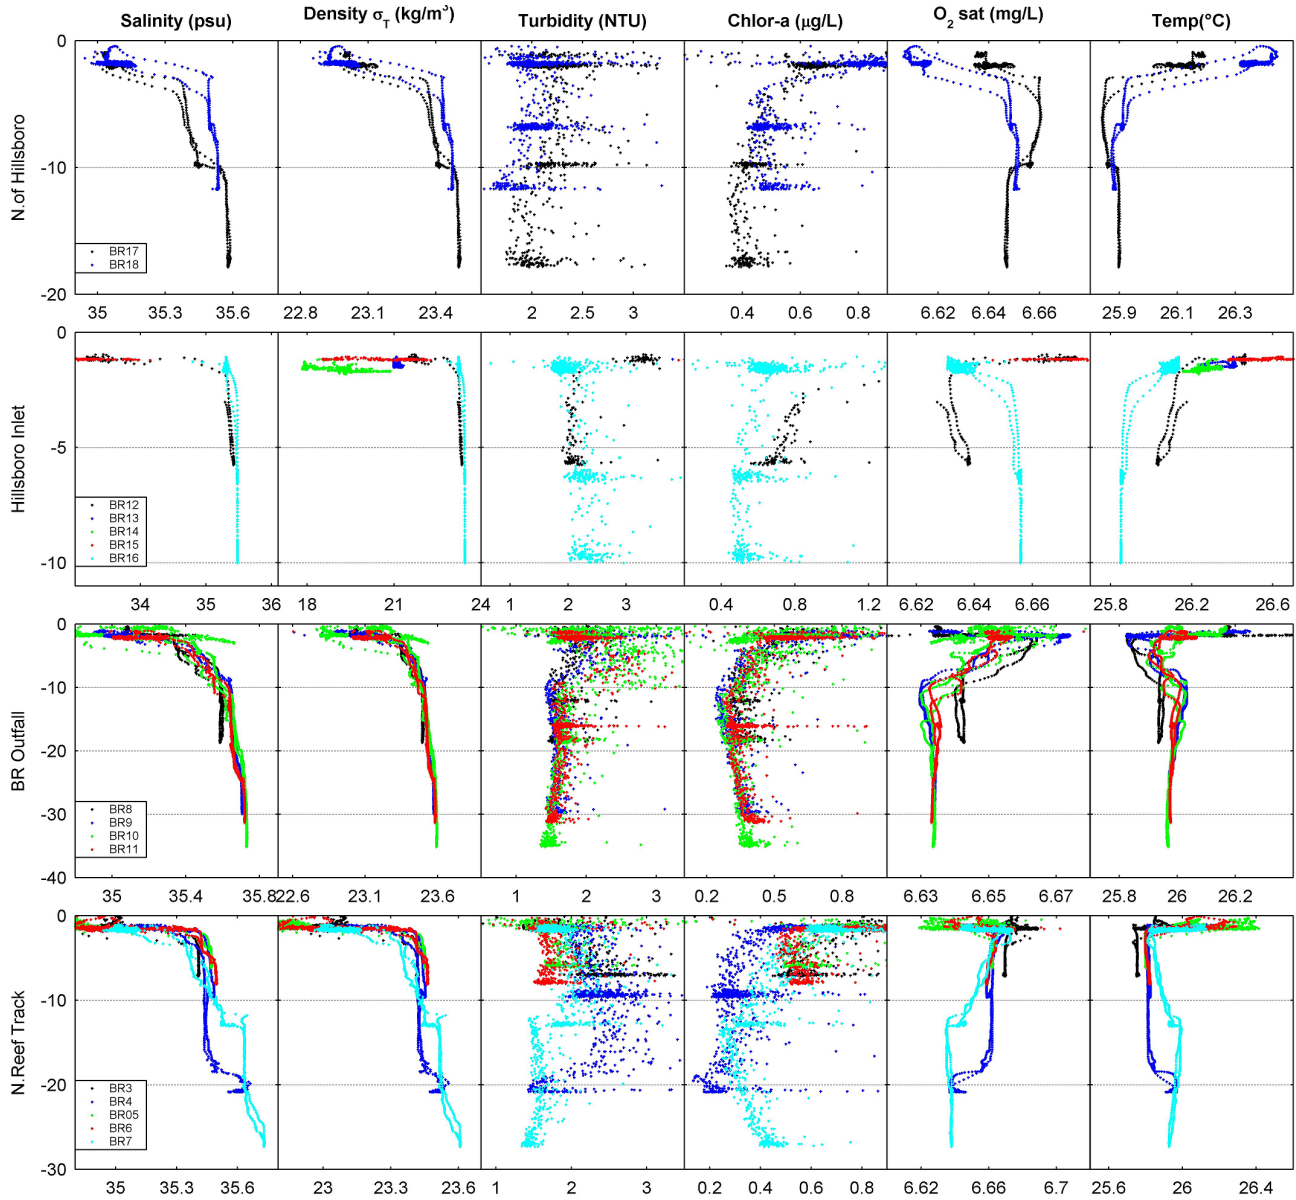 Salinity (psu) Density σT (kg/m³) Turbidity (NTU) Chlor-a (μg/L) O2 sat (mg/L) Temp(°C)
N.of Hillsboro
0
-10
-20
BR17
BR18
35 35.3 35.6 22.8 23.1 23.4 2 2 3 0.4 0.6 0.8 6.62 6.64 6.66 25.9 26.1 26.3
Hillsboro Inlet
0
-5
-10
BR12
BR13
BR14
BR15
BR16
33 34 35 36 18 21 24 1 2 3 0.4 0.8 1.2 6.62 6.64 6.66 25.8 26.2 26.6
BR Outfall
0
-10
-20
-30
-40
BR8
BR9
BR10
BR11
35 35.4 35.8 22.6 23.1 23.6 1 2 3 0.2 0.4 0.6 0.8 6.63 6.65 6.67 25.8 26 26.2
N.Reef Track
0
-10
-20
-30
BR3
BR4
BR05
BR6
BR7
35 35.3 35.6 23 23.3 23.6 1 2 3 0.2 0.4 0.6 0.8 6.62 6.66 6.7 25.6 26 26.4